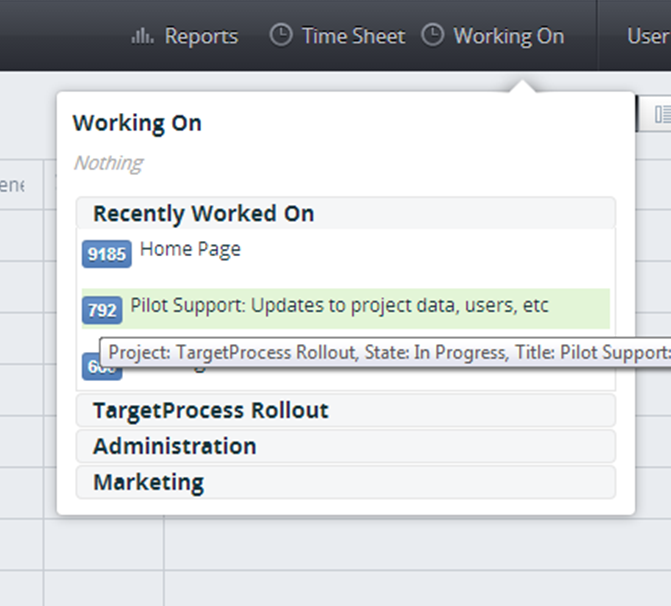 Reports Time Sheet Working On User
Working On
Nothing
Recently Worked On
9185 Home Page
792 Pilot Support: Updates to project data, users, etc
Project: TargetProcess Rollout, State: In Progress, Title: Pilot Support:
TargetProcess Rollout
Administration
Marketing